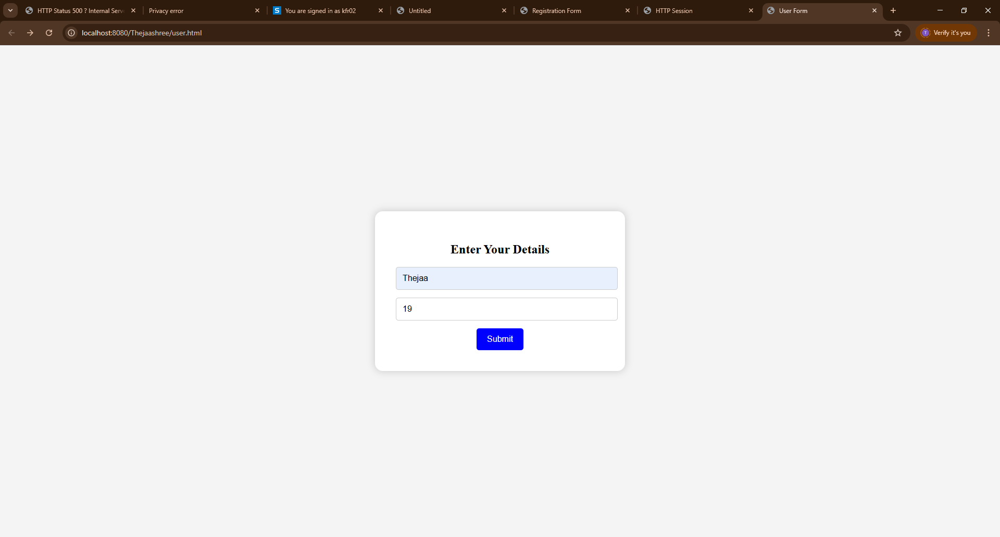 HTTP Status 500 ? Internal Serv
Privacy error
You are signed in as kfr02
Untitled
Registration Form
HTTP Session
User Form
localhost:8080/Thejaashree/user.html
T
Verify it's you
Enter Your Details
Thejaa
19
Submit